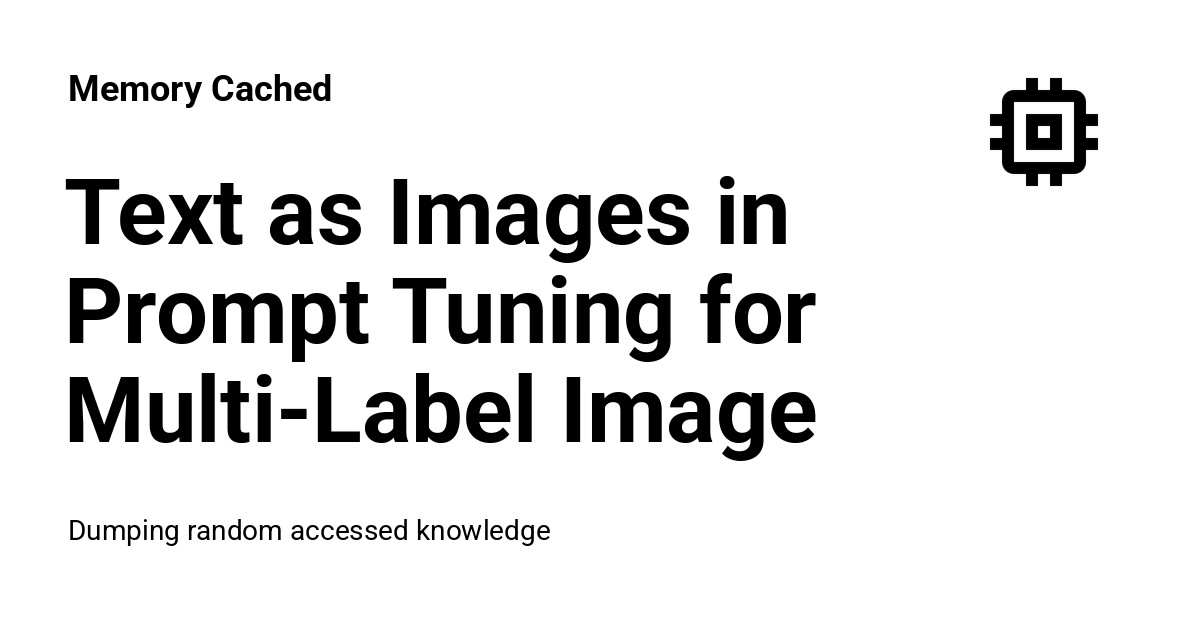 Memory Cached
Text as Images in
Prompt Tuning for
Multi-Label Image
Dumping random accessed knowledge